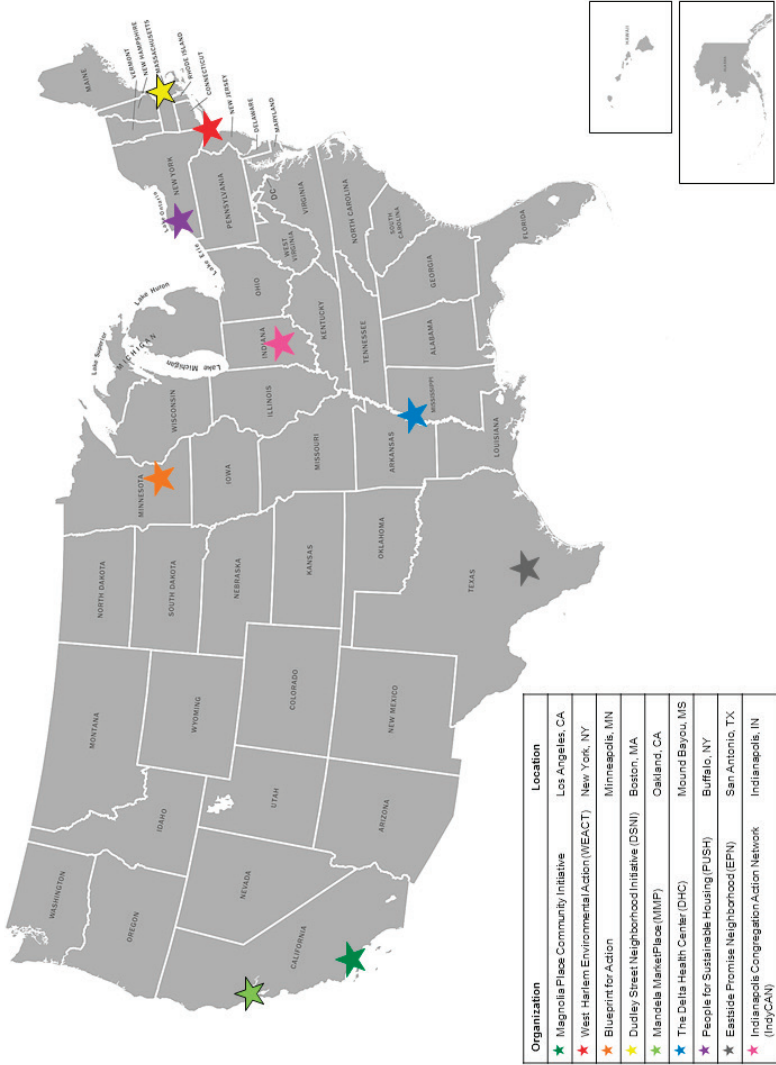 WASHINGTON
OREGON
CALIFORNIA
NEVADA
IDAHO
MONTANA
WYOMING
UTAH
ARIZONA
COLORADO
NEW MEXICO
NORTH DAKOTA
SOUTH DAKOTA
NEBRASKA
KANSAS
OKLAHOMA
TEXAS
MINNESOTA
IOWA
MISSOURI
ARKANSAS
LOUISIANA
WISCONSIN
ILLINOIS
Lake Superior
MICHIGAN
Lake Michigan
Lake Huron
Lake Erie
Lake Ontario
INDIANA
OHIO
KENTUCKY
TENNESSEE
MISSISSIPPI
ALABAMA
GEORGIA
FLORIDA
SOUTH
CAROLINA
NORTH CAROLINA
VIRGINIA
WEST
VIRGINIA
DC
PENNSYLVANIA
NEW YORK
MAINE
VERMONT
NEW HAMPSHIRE
MASSACHUSETTS
RHODE ISLAND
CONNECTICUT
NEW JERSEY
DELAWARE
MARYLAND
HAWAII
ALASKA
Organization Location
Magnolia Place Community Initiative Los Angeles, CA
West Harlem Environmental Action (WEACT) New York, NY
Blueprint for Action Minneapolis, MN
Dudley Street Neighborhood Initiative (DSNI) Boston, MA
Mandela MarketPlace (MMP) Oakland, CA
The Delta Health Center (DHC) Mound Bayou, MS
People for Sustainable Housing (PUSH) Buffalo, NY
Eastside Promise Neighborhood (EPN) San Antonio, TX
Indianapolis Congregation Action Network Indianapolis, IN
(IndyCAN)